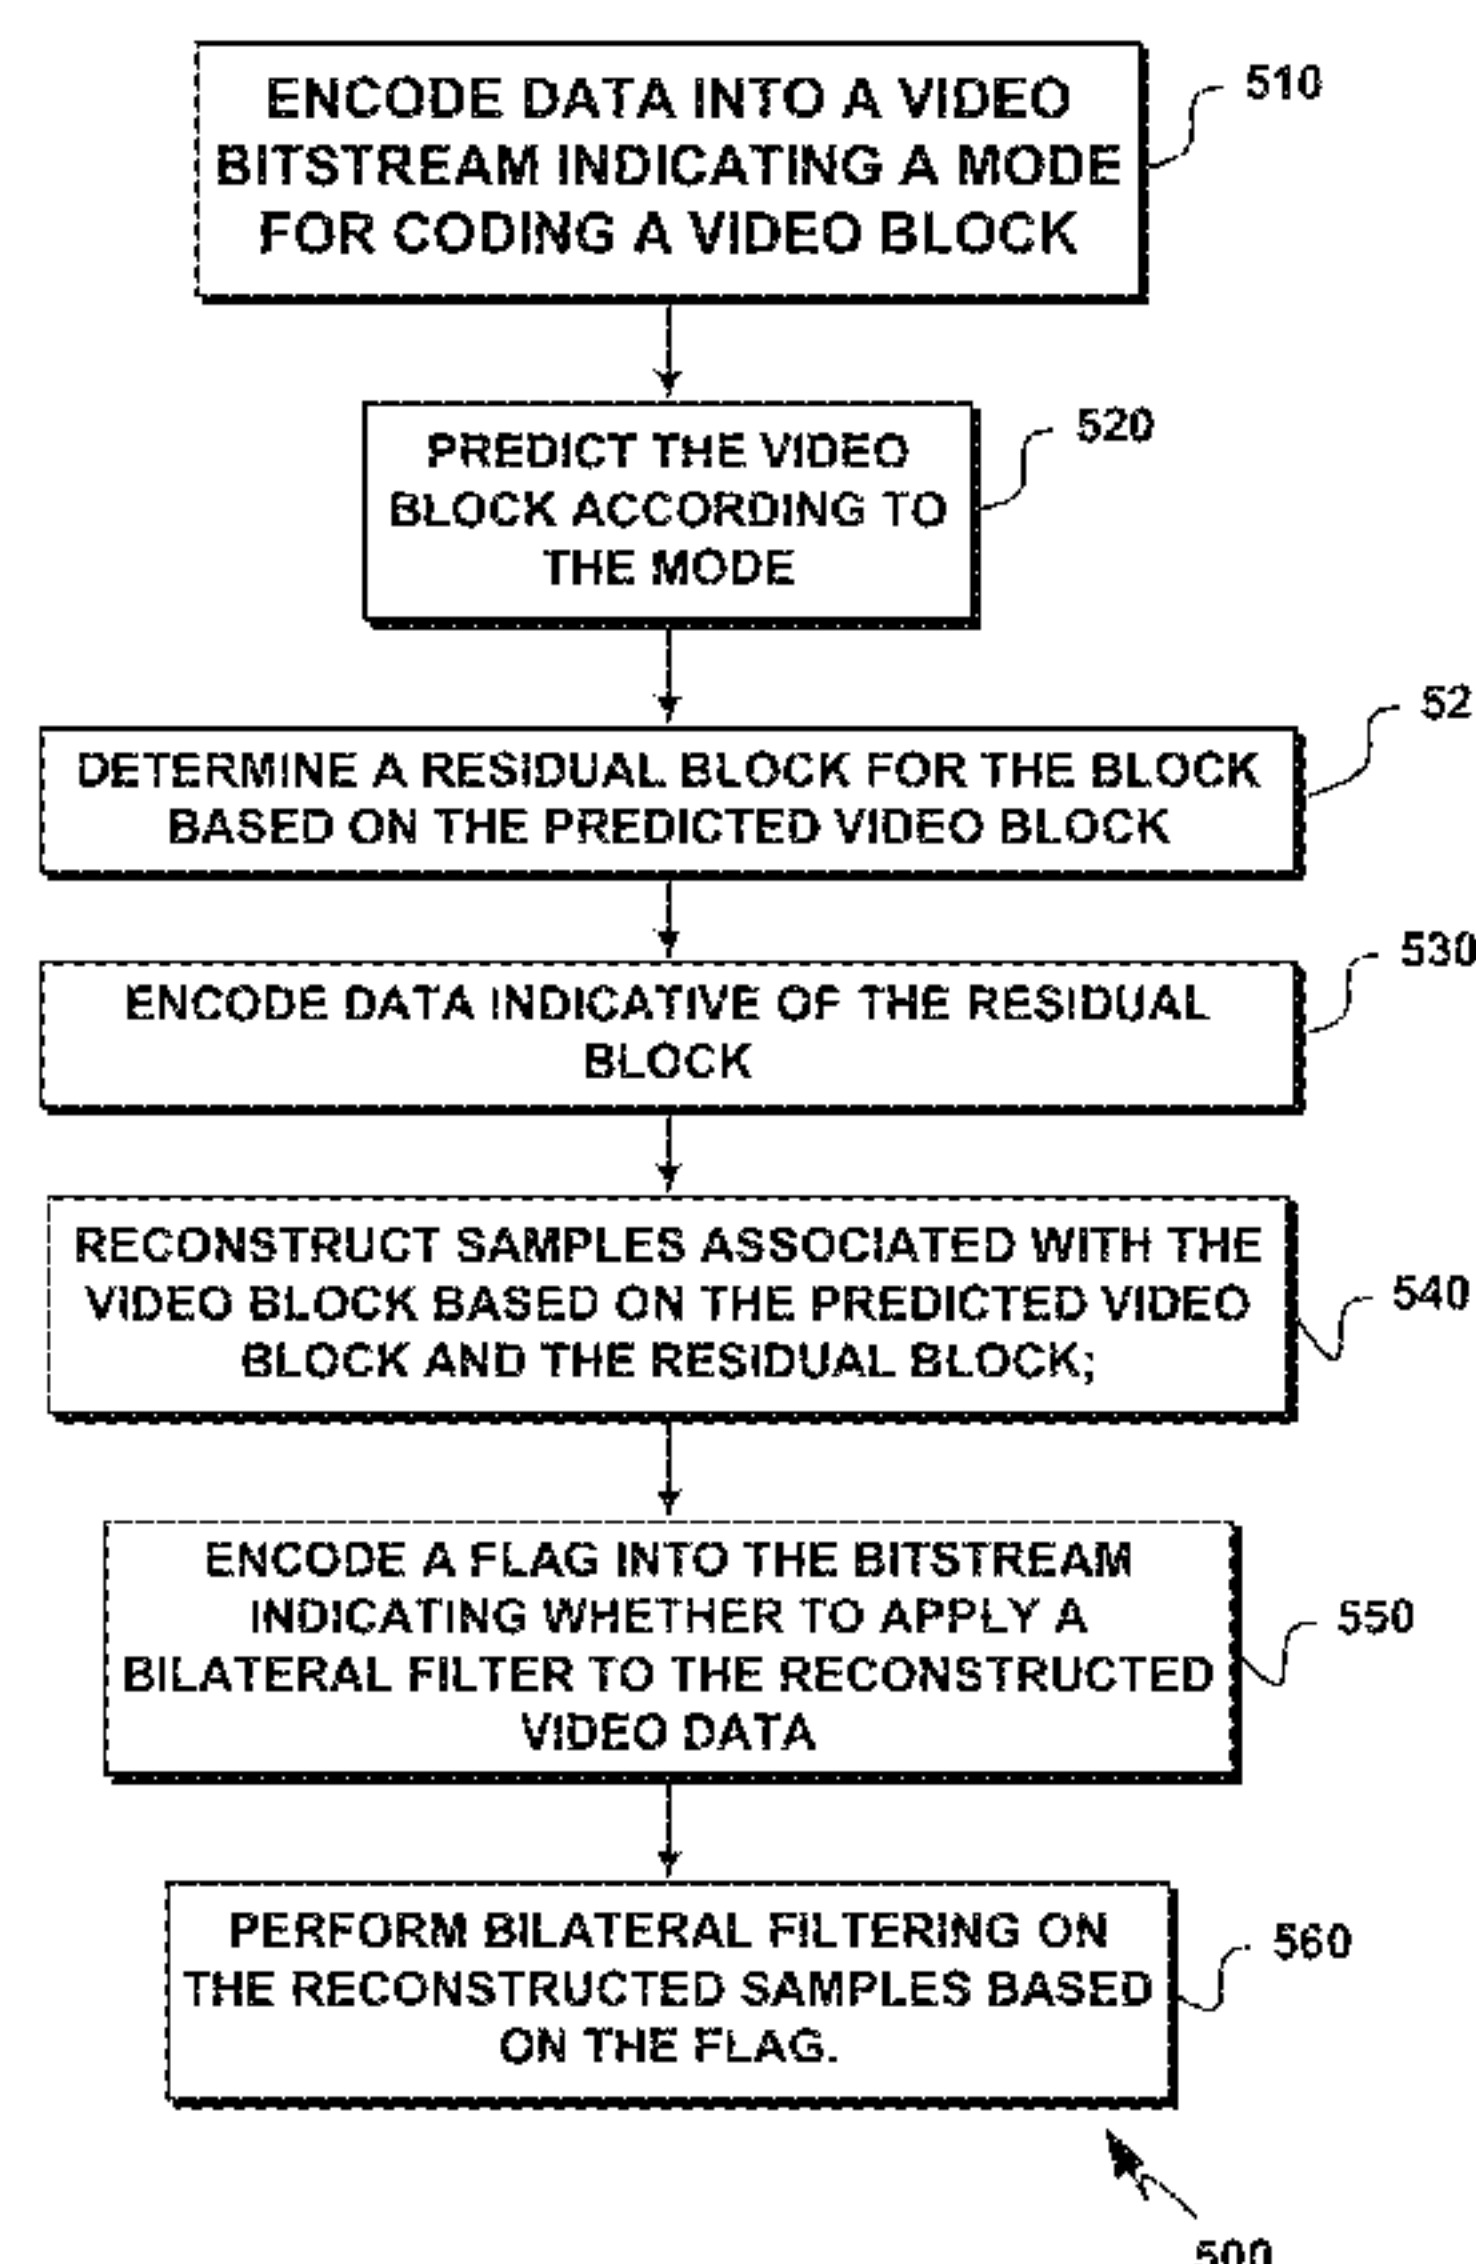 ENCODE DATA INTO A VIDEO
BITSTREAM INDICATING A MODE
FOR CODING A VIDEO BLOCK
510
PREDICT THE VIDEO
BLOCK ACCORDING TO
THE MODE
520
DETERMINE A RESIDUAL BLOCK FOR THE BLOCK
BASED ON THE PREDICTED VIDEO BLOCK
52
ENCODE DATA INDICATIVE OF THE RESIDUAL
BLOCK
530
RECONSTRUCT SAMPLES ASSOCIATED WITH THE
VIDEO BLOCK BASED ON THE PREDICTED VIDEO
BLOCK AND THE RESIDUAL BLOCK;
540
ENCODE A FLAG INTO THE BITSTREAM
INDICATING WHETHER TO APPLY A
BILATERAL FILTER TO THE RECONSTRUCTED
VIDEO DATA
550
PERFORM BILATERAL FILTERING ON
THE RECONSTRUCTED SAMPLES BASED
ON THE FLAG.
560
500